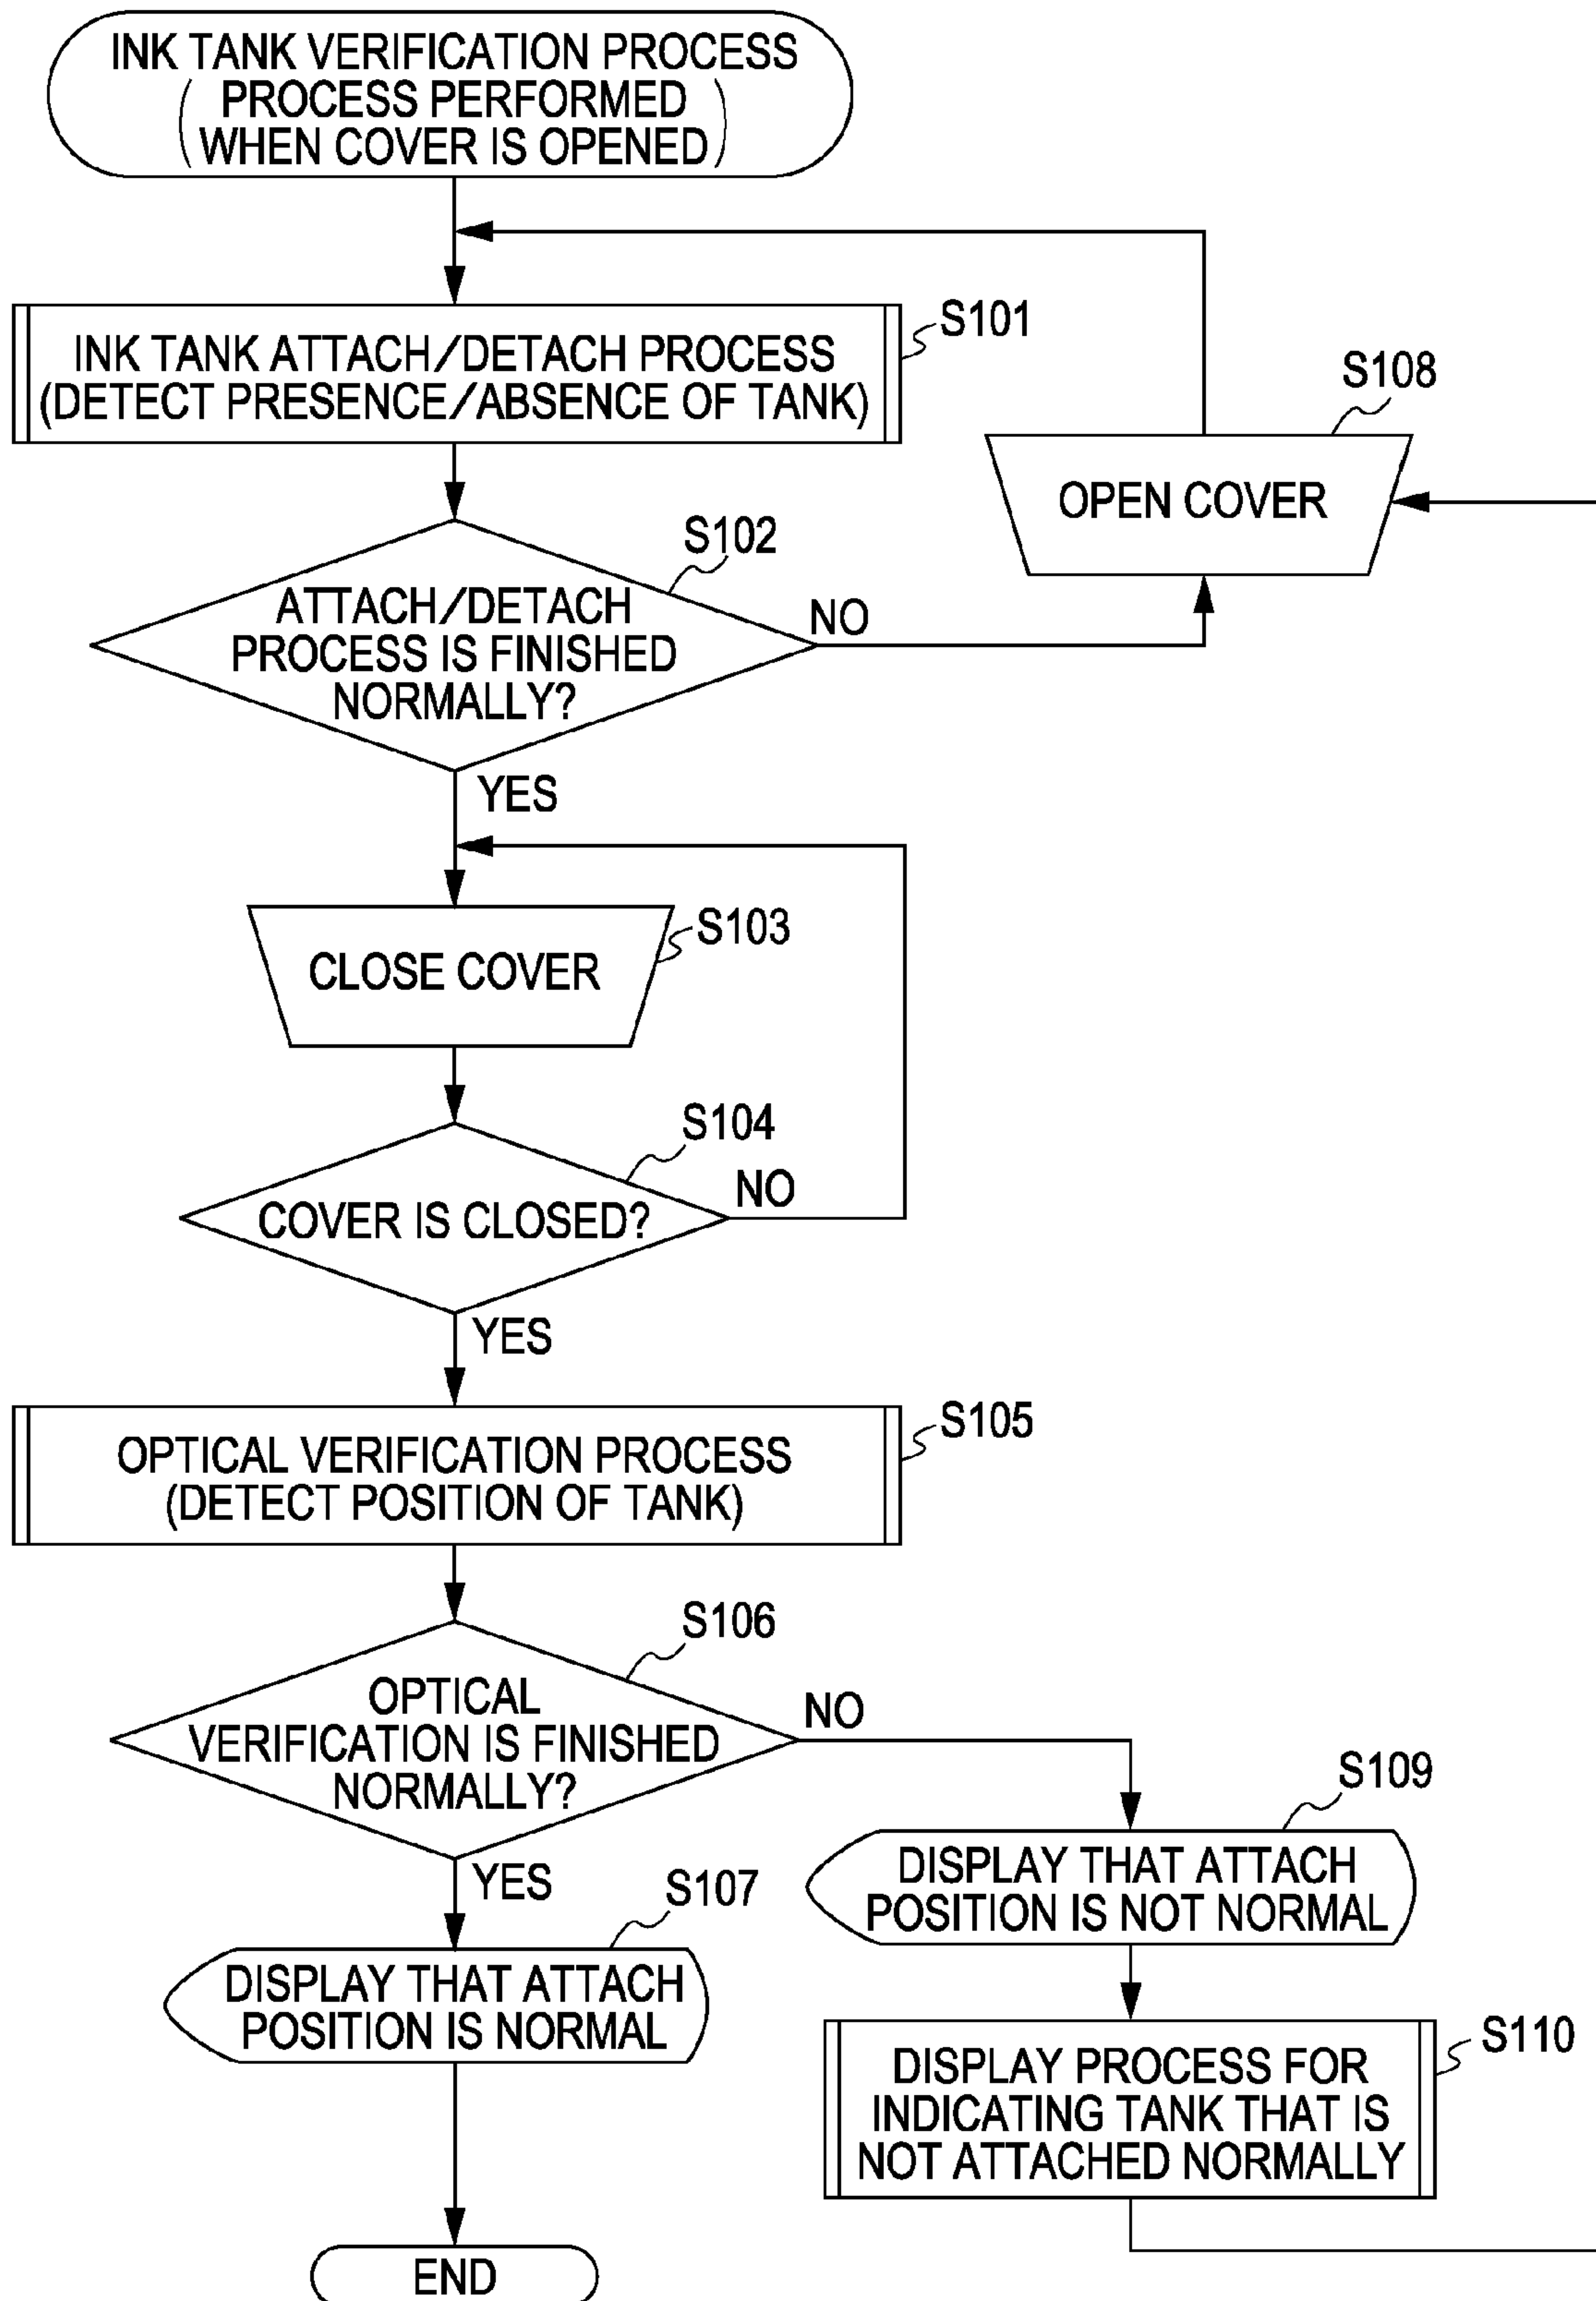 INK TANK VERIFICATION PROCESS
(PROCESS PERFORMED
WHEN COVER IS OPENED)
INK TANK ATTACH/DETACH PROCESS
(DETECT PRESENCE/ABSENCE OF TANK)
S101
S108
OPEN COVER
S102
ATTACH/DETACH
PROCESS IS FINISHED
NORMALLY?
NO
YES
CLOSE COVER
S103
S104
COVER IS CLOSED?
NO
YES
OPTICAL VERIFICATION PROCESS
(DETECT POSITION OF TANK)
S105
S106
OPTICAL
VERIFICATION IS FINISHED
NORMALLY?
NO
YES
S107
DISPLAY THAT ATTACH
POSITION IS NORMAL
S109
DISPLAY THAT ATTACH
POSITION IS NOT NORMAL
S110
DISPLAY PROCESS FOR
INDICATING TANK THAT IS
NOT ATTACHED NORMALLY
END